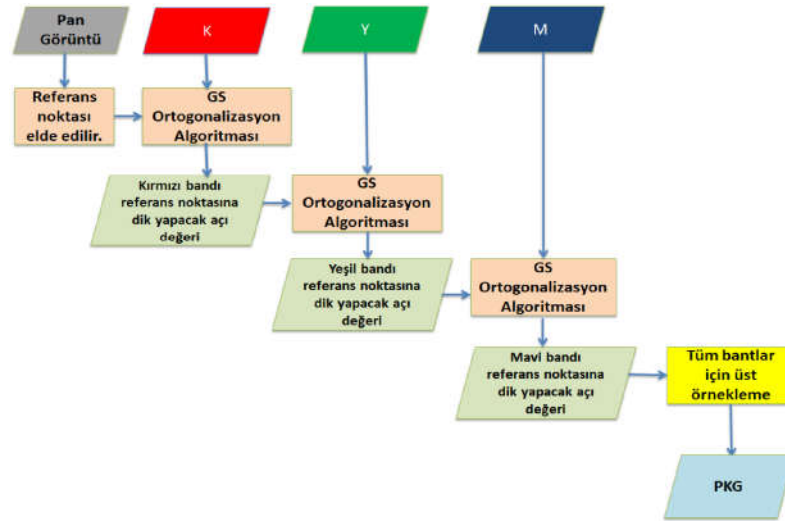 Pan
Görüntü
K
Y
M
Referans
noktası
elde edilir.
GS
Ortogonalizasyon
Algoritması
Kırmızı bandı
referans noktasına
dik yapacak açı
değeri
GS
Ortogonalizasyon
Algoritması
Yeşil bandı
referans noktasına
dik yapacak açı
değeri
GS
Ortogonalizasyon
Algoritması
Mavi bandı
referans noktasına
dik yapacak açı
değeri
Tüm bantlar
için üst
örnekleme
PKG